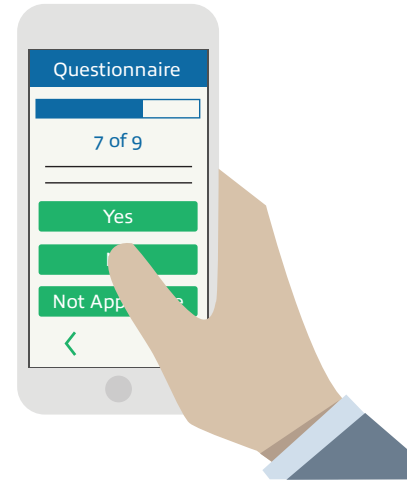 Questionnaire
7 of 9
Yes
Not